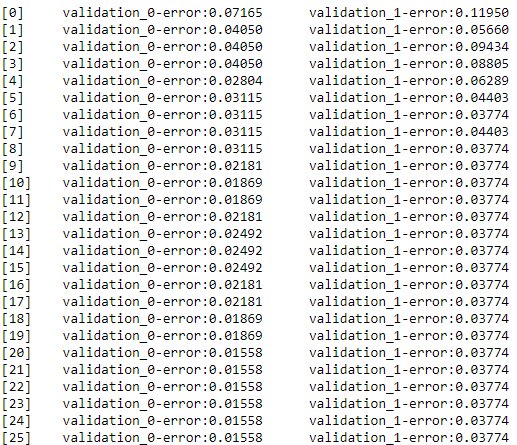 [0] validation_0-error:0.07165 validation_1-error:0.11950
[1] validation_0-error:0.04050 validation_1-error:0.05660
[2] validation_0-error:0.04050 validation_1-error:0.09434
[3] validation_0-error:0.04050 validation_1-error:0.08805
[4] validation_0-error:0.02804 validation_1-error:0.06289
[5] validation_0-error:0.03115 validation_1-error:0.04403
[6] validation_0-error:0.03115 validation_1-error:0.03774
[7] validation_0-error:0.03115 validation_1-error:0.04403
[8] validation_0-error:0.03115 validation_1-error:0.03774
[9] validation_0-error:0.02181 validation_1-error:0.03774
[10] validation_0-error:0.01869 validation_1-error:0.03774
[11] validation_0-error:0.01869 validation_1-error:0.03774
[12] validation_0-error:0.02181 validation_1-error:0.03774
[13] validation_0-error:0.02492 validation_1-error:0.03774
[14] validation_0-error:0.02492 validation_1-error:0.03774
[15] validation_0-error:0.02492 validation_1-error:0.03774
[16] validation_0-error:0.02181 validation_1-error:0.03774
[17] validation_0-error:0.02181 validation_1-error:0.03774
[18] validation_0-error:0.01869 validation_1-error:0.03774
[19] validation_0-error:0.01869 validation_1-error:0.03774
[20] validation_0-error:0.01558 validation_1-error:0.03774
[21] validation_0-error:0.01558 validation_1-error:0.03774
[22] validation_0-error:0.01558 validation_1-error:0.03774
[23] validation_0-error:0.01558 validation_1-error:0.03774
[24] validation_0-error:0.01558 validation_1-error:0.03774
[25] validation_0-error:0.01558 validation_1-error:0.03774